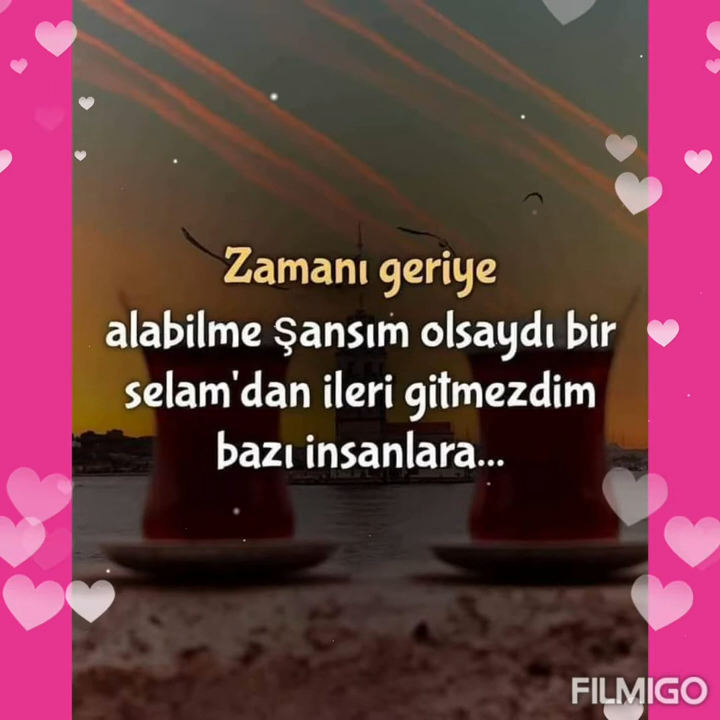 Zamanı geriye
alabilme şansım olsaydı bir
selam'dan ileri gitmezdim
bazı insanlara...
FILMIGO